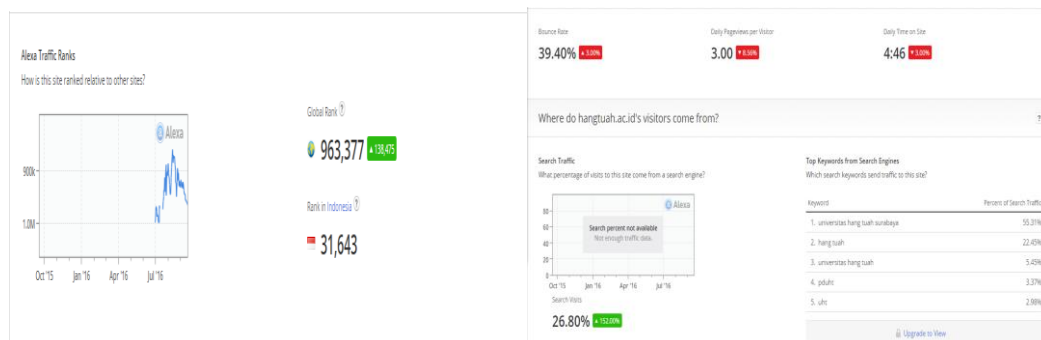 Alexa Traffic Ranks
How is this site ranked relative to other sites?
Alexa
900k
1.0M
Oct '15 Jan '16 Apr '16 Jul '16
Global Rank ?
963,377 ▲138,475
Rank in Indonesia ?
31,643
Bounce Rate
39.40% ▲ 3.00%
Daily Pageviews per Visitor
3.00 ▼ 8.56%
Daily Time on Site
4:46 ▼ 3.00%
Where do hangtuah.ac.id's visitors come from? ?
Search Traffic
What percentage of visits to this site come from a search engine?
Alexa
80
60
40
20
0
Search percent not available
Not enough traffic data.
Oct '15 Jan '16 Apr '16 Jul '16
Search Visits
26.80% ▲ 152.00%
Top Keywords from Search Engines
Which search keywords send traffic to this site?
Keyword Percent of Search Traffic
1. universitas hang tuah surabaya 55.31%
2. hang tuah 22.45%
3. universitas hang tuah 5.45%
4. pduht 3.37%
5. uht 2.98%
Upgrade to View